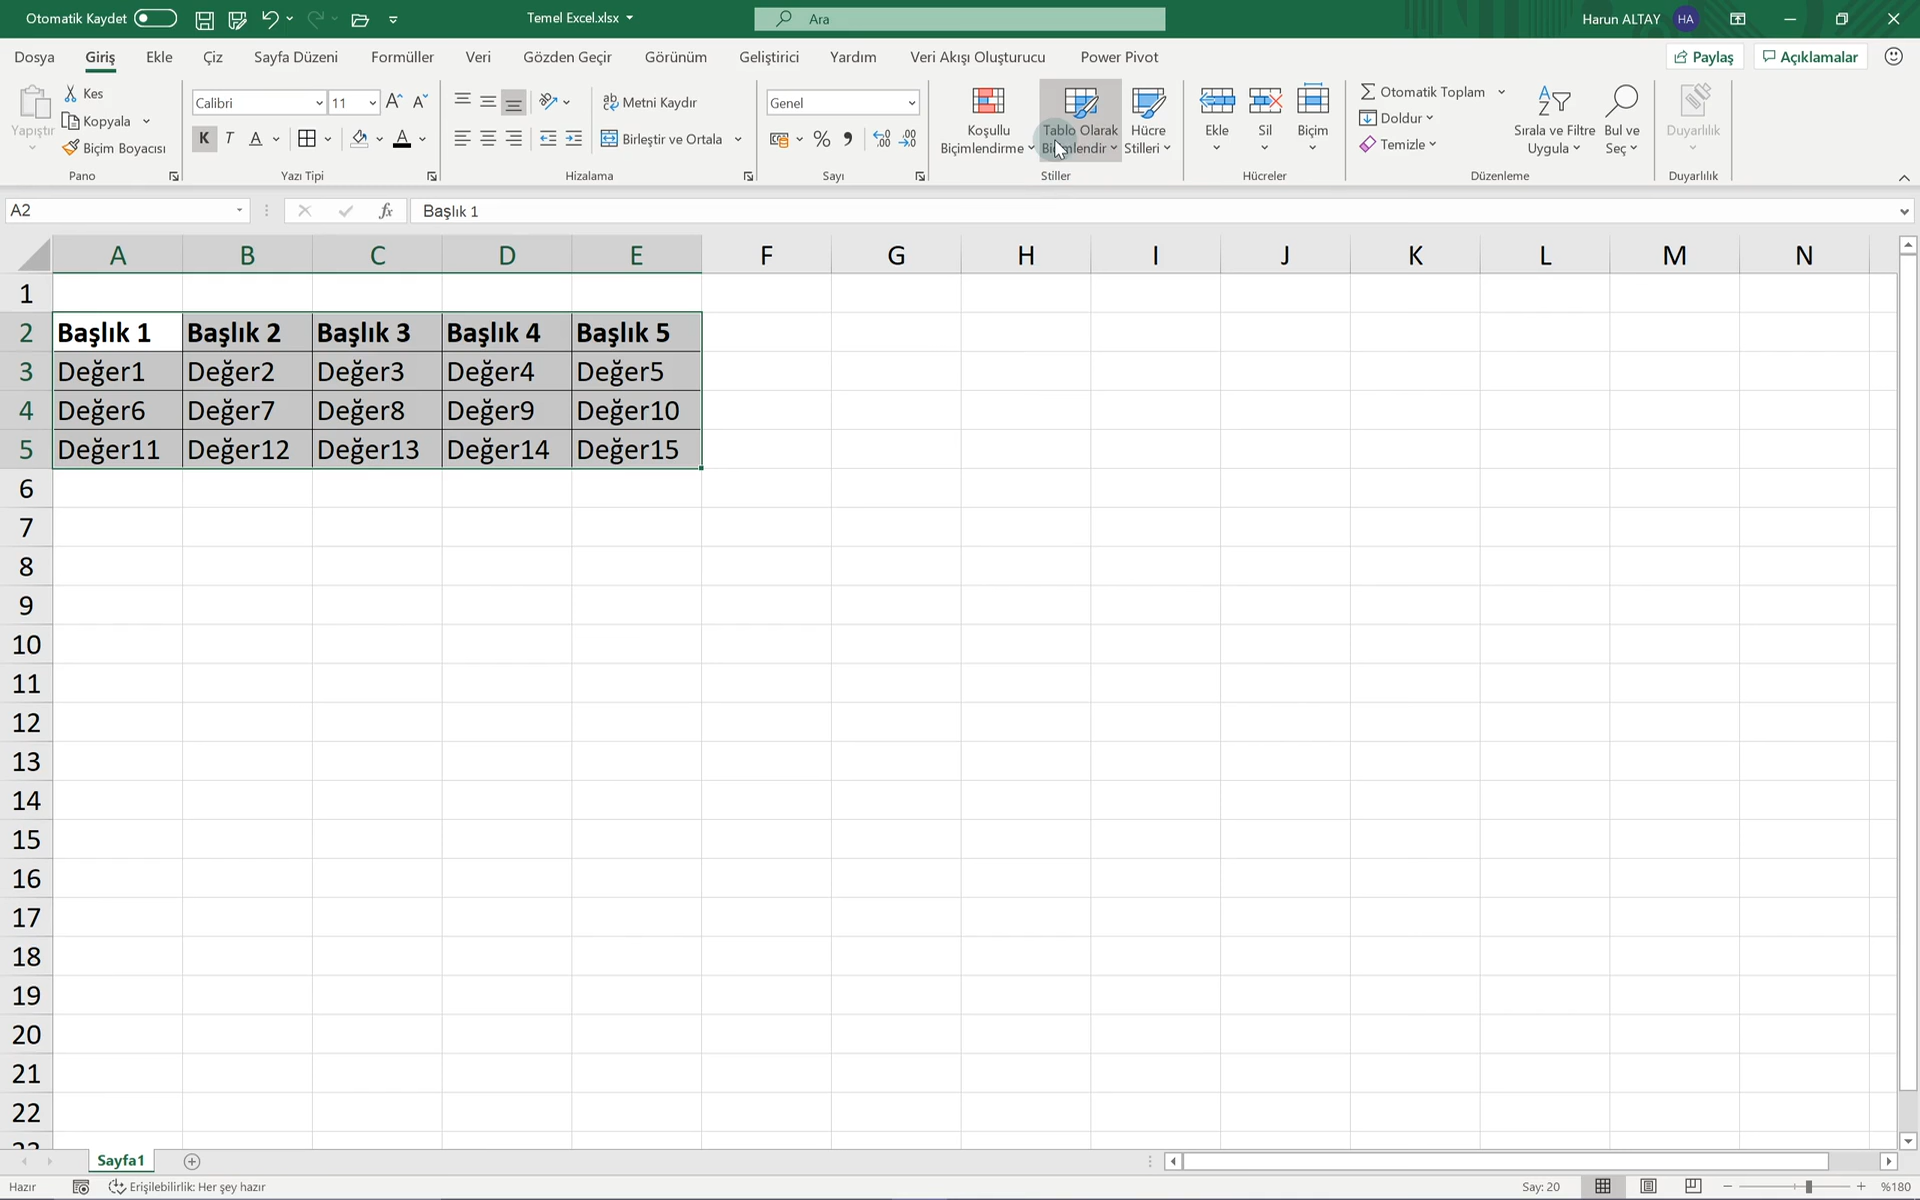 Otomatik Kaydet
Temel Excel.xlsx
Ara
Harun ALTAY HA
Dosya Giriş Ekle Çiz Sayfa Düzeni Formüller Veri Gözden Geçir Görünüm Geliştirici Yardım Veri Akışı Oluşturucu Power Pivot Paylaş Açıklamalar
Yapıştır
Kes
Kopyala
Biçim Boyacısı
Pano
Calibri 11
K T A
Yazı Tipi
Metni Kaydır
Birleştir ve Ortala
Hizalama
Genel
%
Sayı
Koşullu Biçimlendirme
Tablo Olarak Biçimlendir
Hücre Stilleri
Stiller
Ekle Sil Biçim
Hücreler
Otomatik Toplam
Doldur
Temizle
Sırala ve Filtre Uygula
Bul ve Seç
Düzenleme
Duyarlılık
Duyarlılık
A2 fx Başlık 1
A B C D E F G H I J K L M N
1
2 Başlık 1 Başlık 2 Başlık 3 Başlık 4 Başlık 5
3 Değer1 Değer2 Değer3 Değer4 Değer5
4 Değer6 Değer7 Değer8 Değer9 Değer10
5 Değer11 Değer12 Değer13 Değer14 Değer15
6
7
8
9
10
11
12
13
14
15
16
17
18
19
20
21
22
Sayfa1
Hazır Erişilebilirlik: Her şey hazır Say: 20 %180